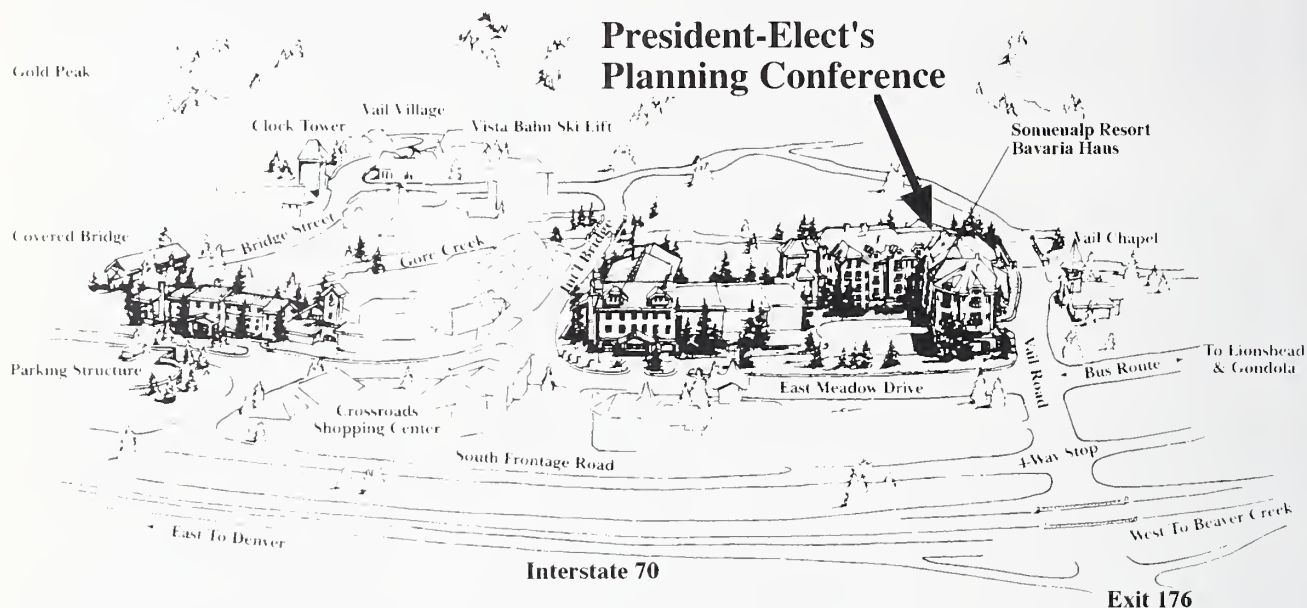 President-Elect's
Planning Conference
Gold Peak
Vail Village
Clock Tower
Vista Bahn Ski Lift
Sonnenalp Resort
Bavaria Haus
Covered Bridge
Bridge Street
Gore Creek
Int'l Bridge
Vail Chapel
Parking Structure
Crossroads
Shopping Center
East Meadow Drive
Vail Road
Bus Route
To Lionshead
& Gondola
South Frontage Road
4-Way Stop
East To Denver
West To Beaver Creek
Interstate 70
Exit 176